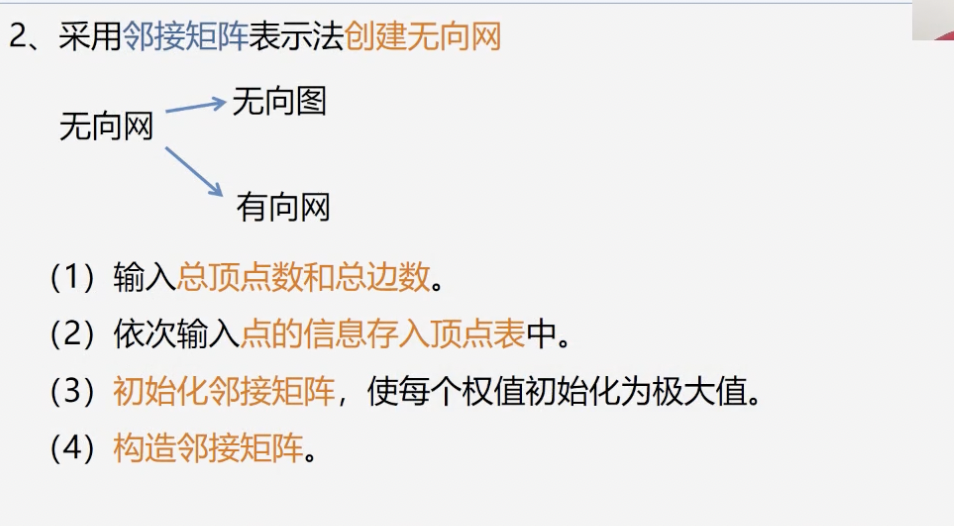 2、采用邻接矩阵表示法创建无向网
无向图
无向网
有向网
（1）输入总顶点数和总边数。
（2）依次输入点的信息存入顶点表中。
（3）初始化邻接矩阵，使每个权值初始化为极大值。
（4）构造邻接矩阵。